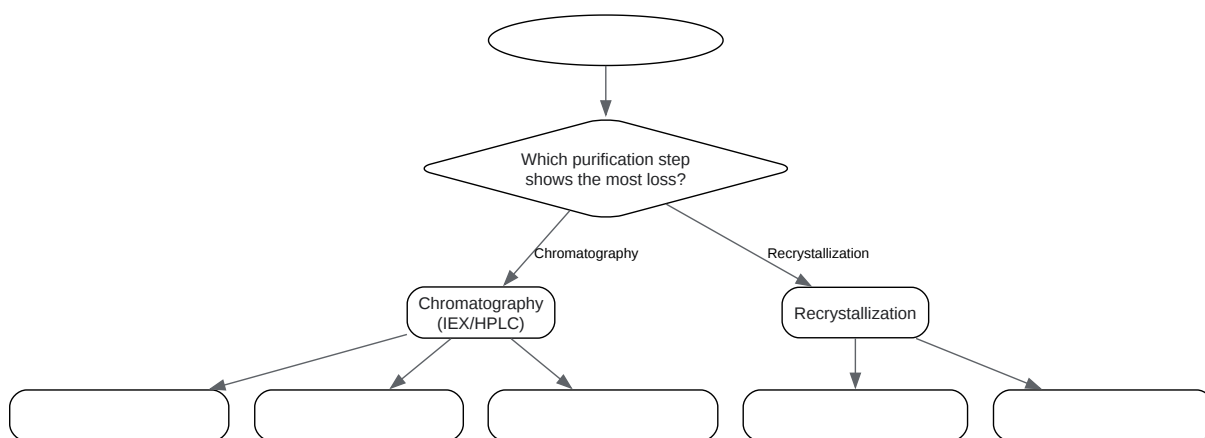 Which purification step
shows the most loss?
Chromatography
Recrystallization
Chromatography
(IEX/HPLC)
Recrystallization